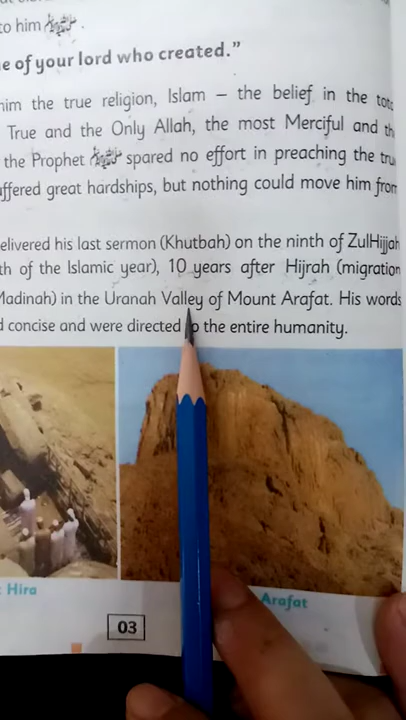 to him ﷺ.
e of your lord who created."
him the true religion, Islam – the belief in the
True and the Only Allah, the most Merciful and
the Prophet ﷺ spared no effort in preaching the
ffered great hardships, but nothing could move him from
elivered his last sermon (Khutbah) on the ninth of ZulHijjah
th of the Islamic year), 10 years after Hijrah (migration
Madinah) in the Uranah Valley of Mount Arafat. His words
d concise and were directed to the entire humanity.
Hira
Arafat
03